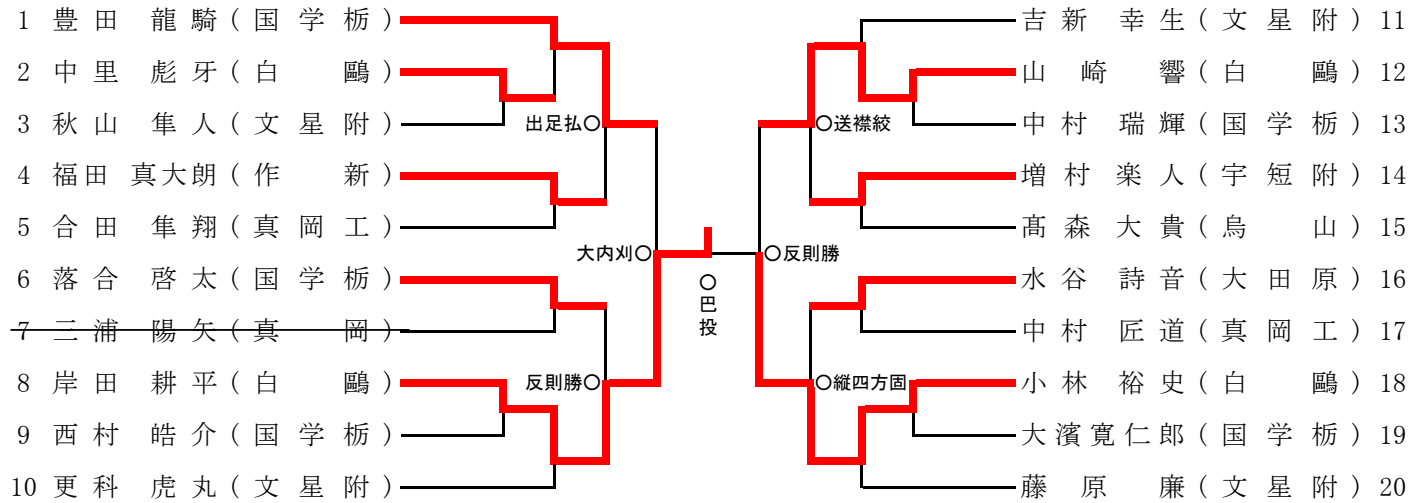 1 豊田 龍騎(国学栃)
2 中里 彪牙(白 鷗)
3 秋山 隼人(文星附)
出足払○
4 福田 真大朗(作 新)
5 合田 隼翔(真岡工)
大内刈○
6 落合 啓太(国学栃)
7 三浦 陽矢(真 岡)
8 岸田 耕平(白 鷗)
反則勝○
9 西村 皓介(国学栃)
10 更科 虎丸(文星附)
○巴投
吉新 幸生(文星附) 11
山崎 響(白 鷗) 12
○送襟絞
中村 瑞輝(国学栃) 13
増村 楽人(宇短附) 14
髙森 大貴(烏 山) 15
○反則勝
水谷 詩音(大田原) 16
中村 匠道(真岡工) 17
○縦四方固
小林 裕史(白 鷗) 18
大濱 寛仁郎(国学栃) 19
藤原 廉(文星附) 20